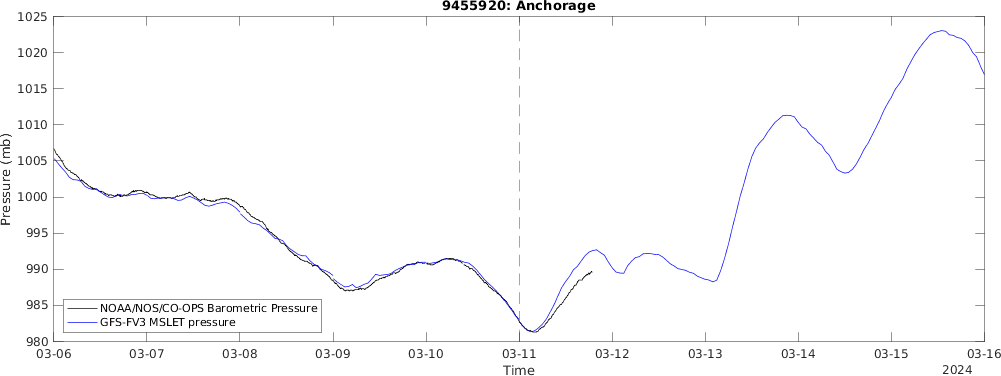 9455920: Anchorage
1025
1020
1015
1010
1005
1000
995
990
985
980
Pressure (mb)
NOAA/NOS/CO-OPS Barometric Pressure
GFS-FV3 MSLET pressure
03-06 03-07 03-08 03-09 03-10 03-11 03-12 03-13 03-14 03-15 03-16
Time
2024